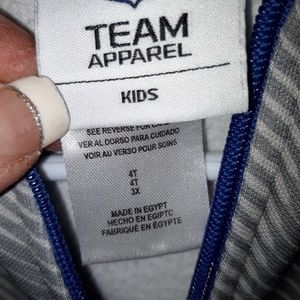 TEAM
APPAREL
KIDS
SEE REVERSE FOR CARE
VER AL DORSO PARA CUIDADO
VOIR AU VERSO POUR SOINS
4T
4T
3X
MADE IN EGYPT
HECHO EN EGIPTO
FABRIQUÉ EN ÉGYPTE